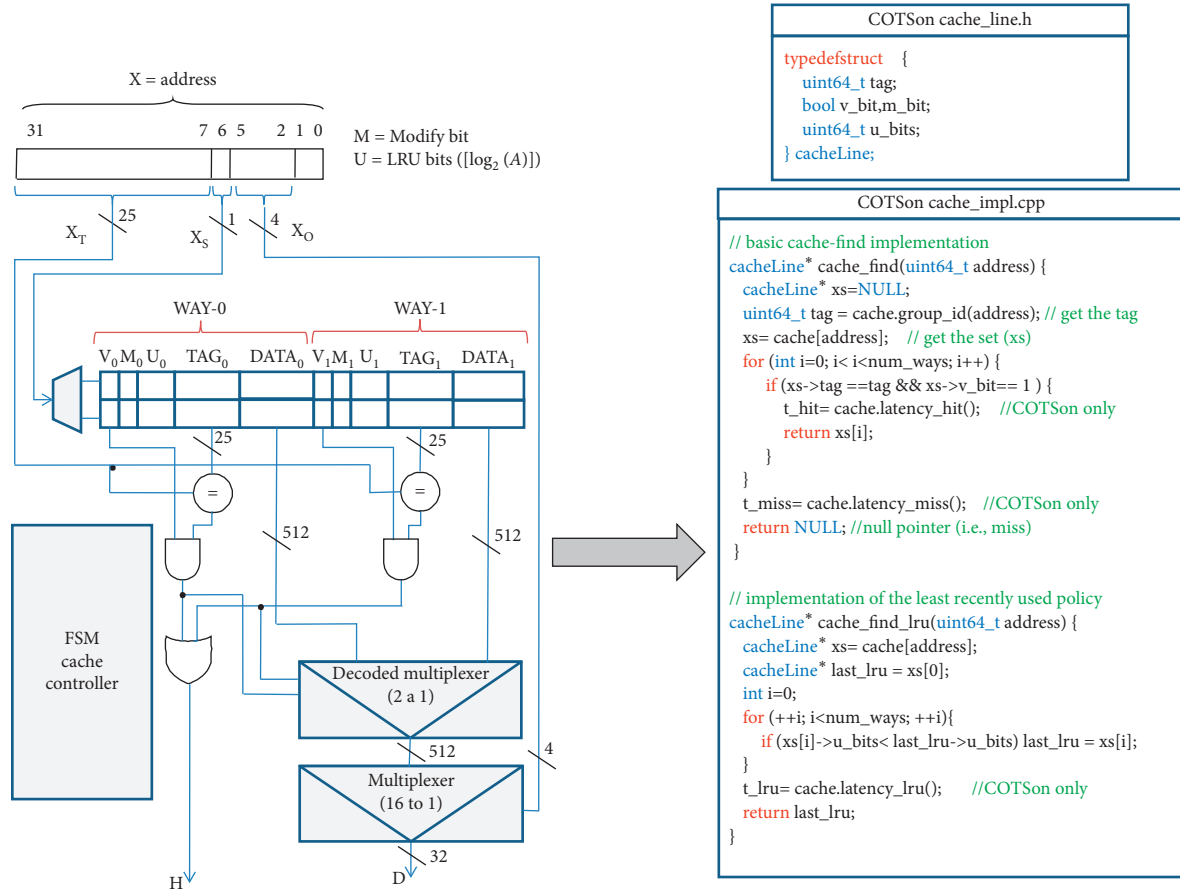 X = address
31 7 6 5 2 1 0
M = Modify bit
U = LRU bits ([log₂ (A)])
25 1 4
X_T X_S X_O
WAY-0 WAY-1
V₀ M₀ U₀ TAG₀ DATA₀ V₁ M₁ U₁ TAG₁ DATA₁
25 25
= =
512 512
FSM
cache
controller
Decoded multiplexer
(2 a 1)
512 4
Multiplexer
(16 to 1)
32
H D
COTSon cache_line.h
typedefstruct {
uint64_t tag;
bool v_bit,m_bit;
uint64_t u_bits;
} cacheLine;
COTSon cache_impl.cpp
// basic cache-find implementation
cacheLine* cache_find(uint64_t address) {
cacheLine* xs=NULL;
uint64_t tag = cache.group_id(address); // get the tag
xs= cache[address]; // get the set (xs)
for (int i=0; i< i<num_ways; i++) {
if (xs->tag ==tag && xs->v_bit== 1 ) {
t_hit= cache.latency_hit(); //COTSon only
return xs[i];
}
}
t_miss= cache.latency_miss(); //COTSon only
return NULL; //null pointer (i.e., miss)
}
// implementation of the least recently used policy
cacheLine* cache_find_lru(uint64_t address) {
cacheLine* xs= cache[address];
cacheLine* last_lru = xs[0];
int i=0;
for (++i; i<num_ways; ++i){
if (xs[i]->u_bits< last_lru->u_bits) last_lru = xs[i];
}
t_lru= cache.latency_lru(); //COTSon only
return last_lru;
}